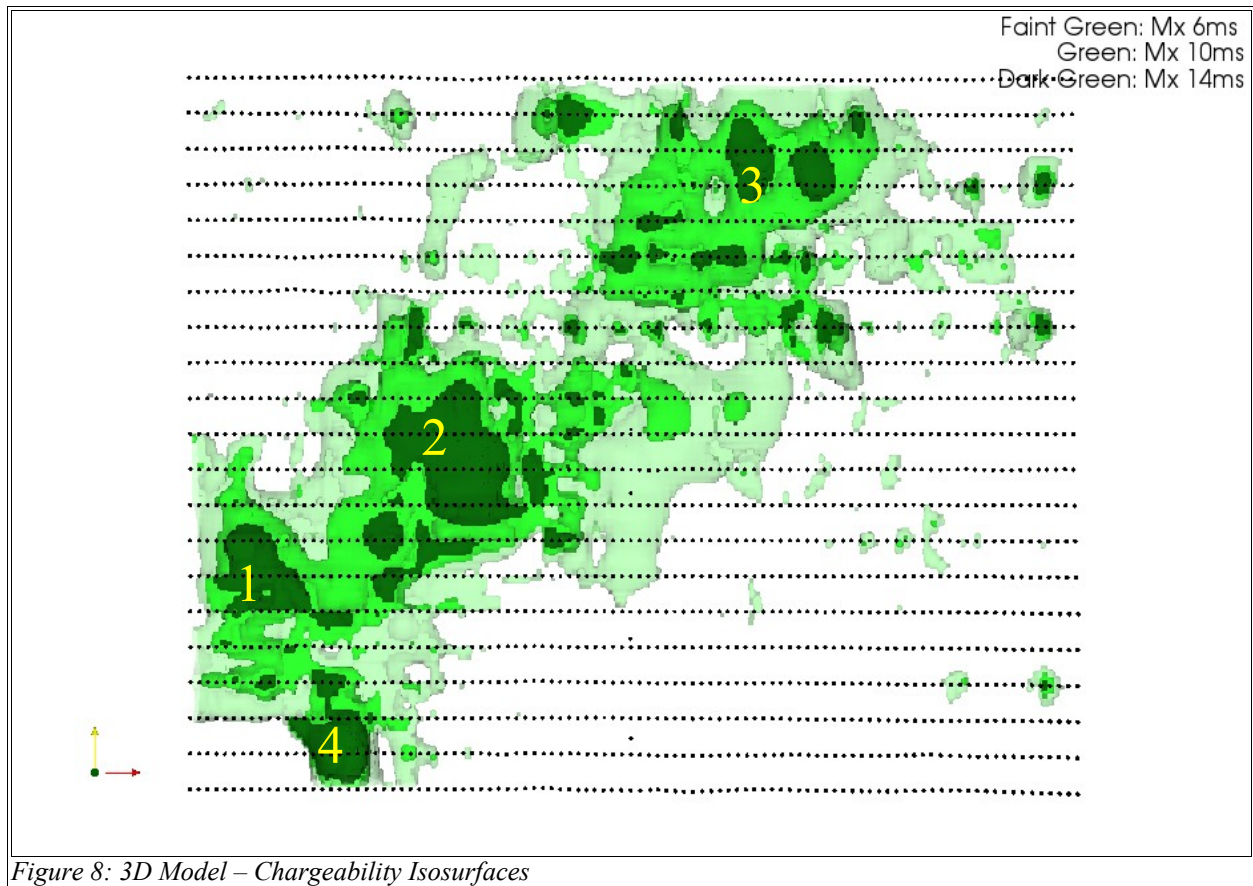 Faint Green: Mx 6ms
Green: Mx 10ms
Dark Green: Mx 14ms
3
2
1
4
Figure 8: 3D Model – Chargeability Isosurfaces